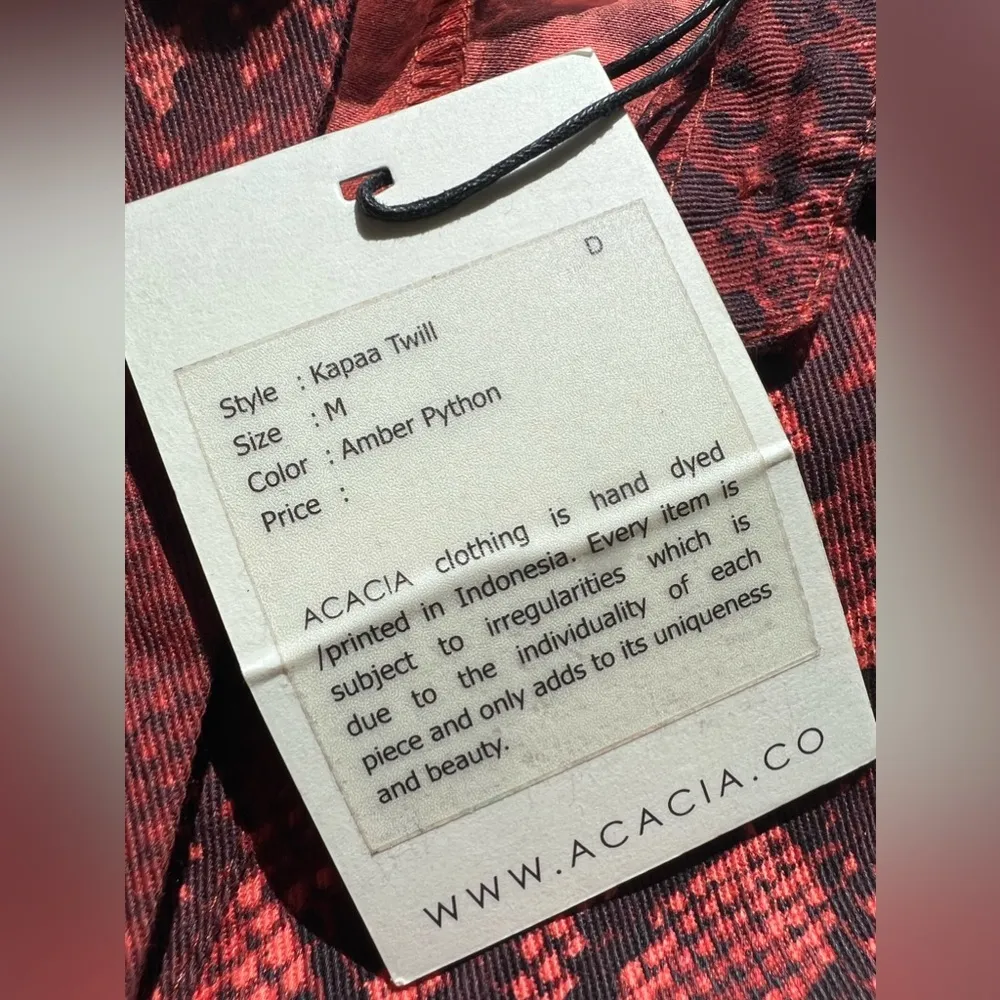 D
Style : Kapaa Twill
Size : M
Color : Amber Python
Price :
ACACIA clothing is hand dyed
/printed in Indonesia. Every item is
subject to irregularities which is
due to the individuality of each
piece and only adds to its uniqueness
and beauty.
WWW.ACACIA.CO